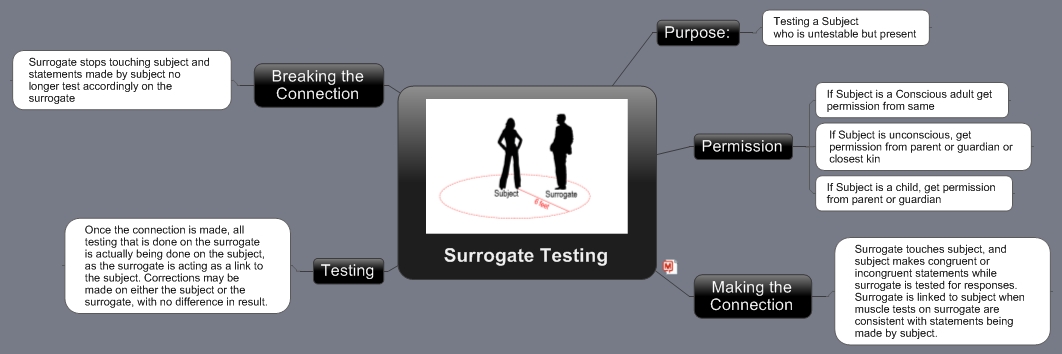 Purpose:
Testing a Subject
who is untestable but present
Permission
If Subject is a Conscious adult get
permission from same
If Subject is unconscious, get
permission from parent or guardian or
closest kin
If Subject is a child, get permission
from parent or guardian
Making the
Connection
Surrogate touches subject, and
subject makes congruent or
incongruent statements while
surrogate is tested for responses.
Surrogate is linked to subject when
muscle tests on surrogate are
consistent with statements being
made by subject.
Testing
Once the connection is made, all
testing that is done on the surrogate
is actually being done on the subject,
as the surrogate is acting as a link to
the subject. Corrections may be
made on either the subject or the
surrogate, with no difference in result.
Breaking the
Connection
Surrogate stops touching subject and
statements made by subject no
longer test accordingly on the
surrogate
Subject
Surrogate
6 feet
Surrogate Testing
M